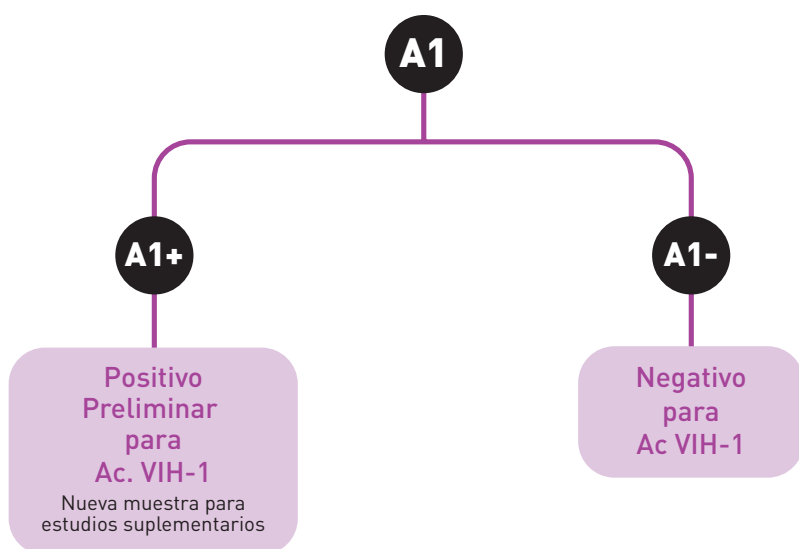 A1
A1+
A1-
Positivo
Preliminar
para
Ac. VIH-1
Nueva muestra para
estudios suplementarios
Negativo
para
Ac VIH-1